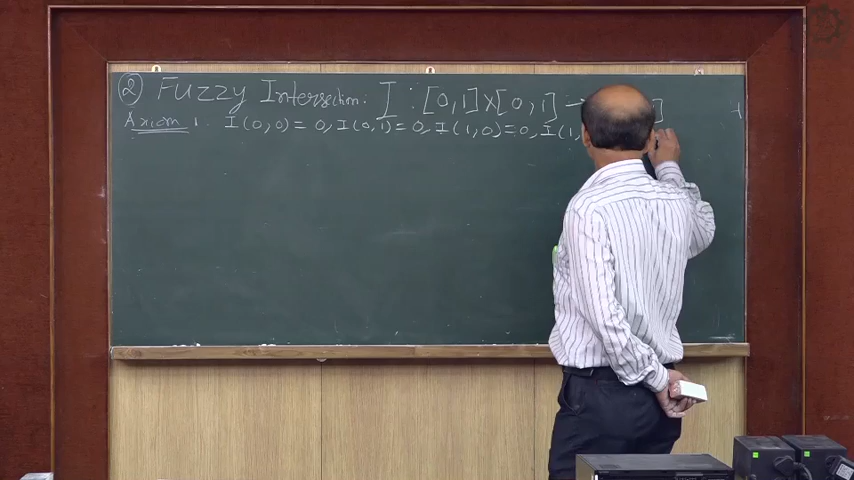 ② Fuzzy Intersection: I : [0,1]×[0,1] → ]
Axiom 1. I(0,0) = 0, I(0,1) = 0, I(1,0) = 0, I(1,